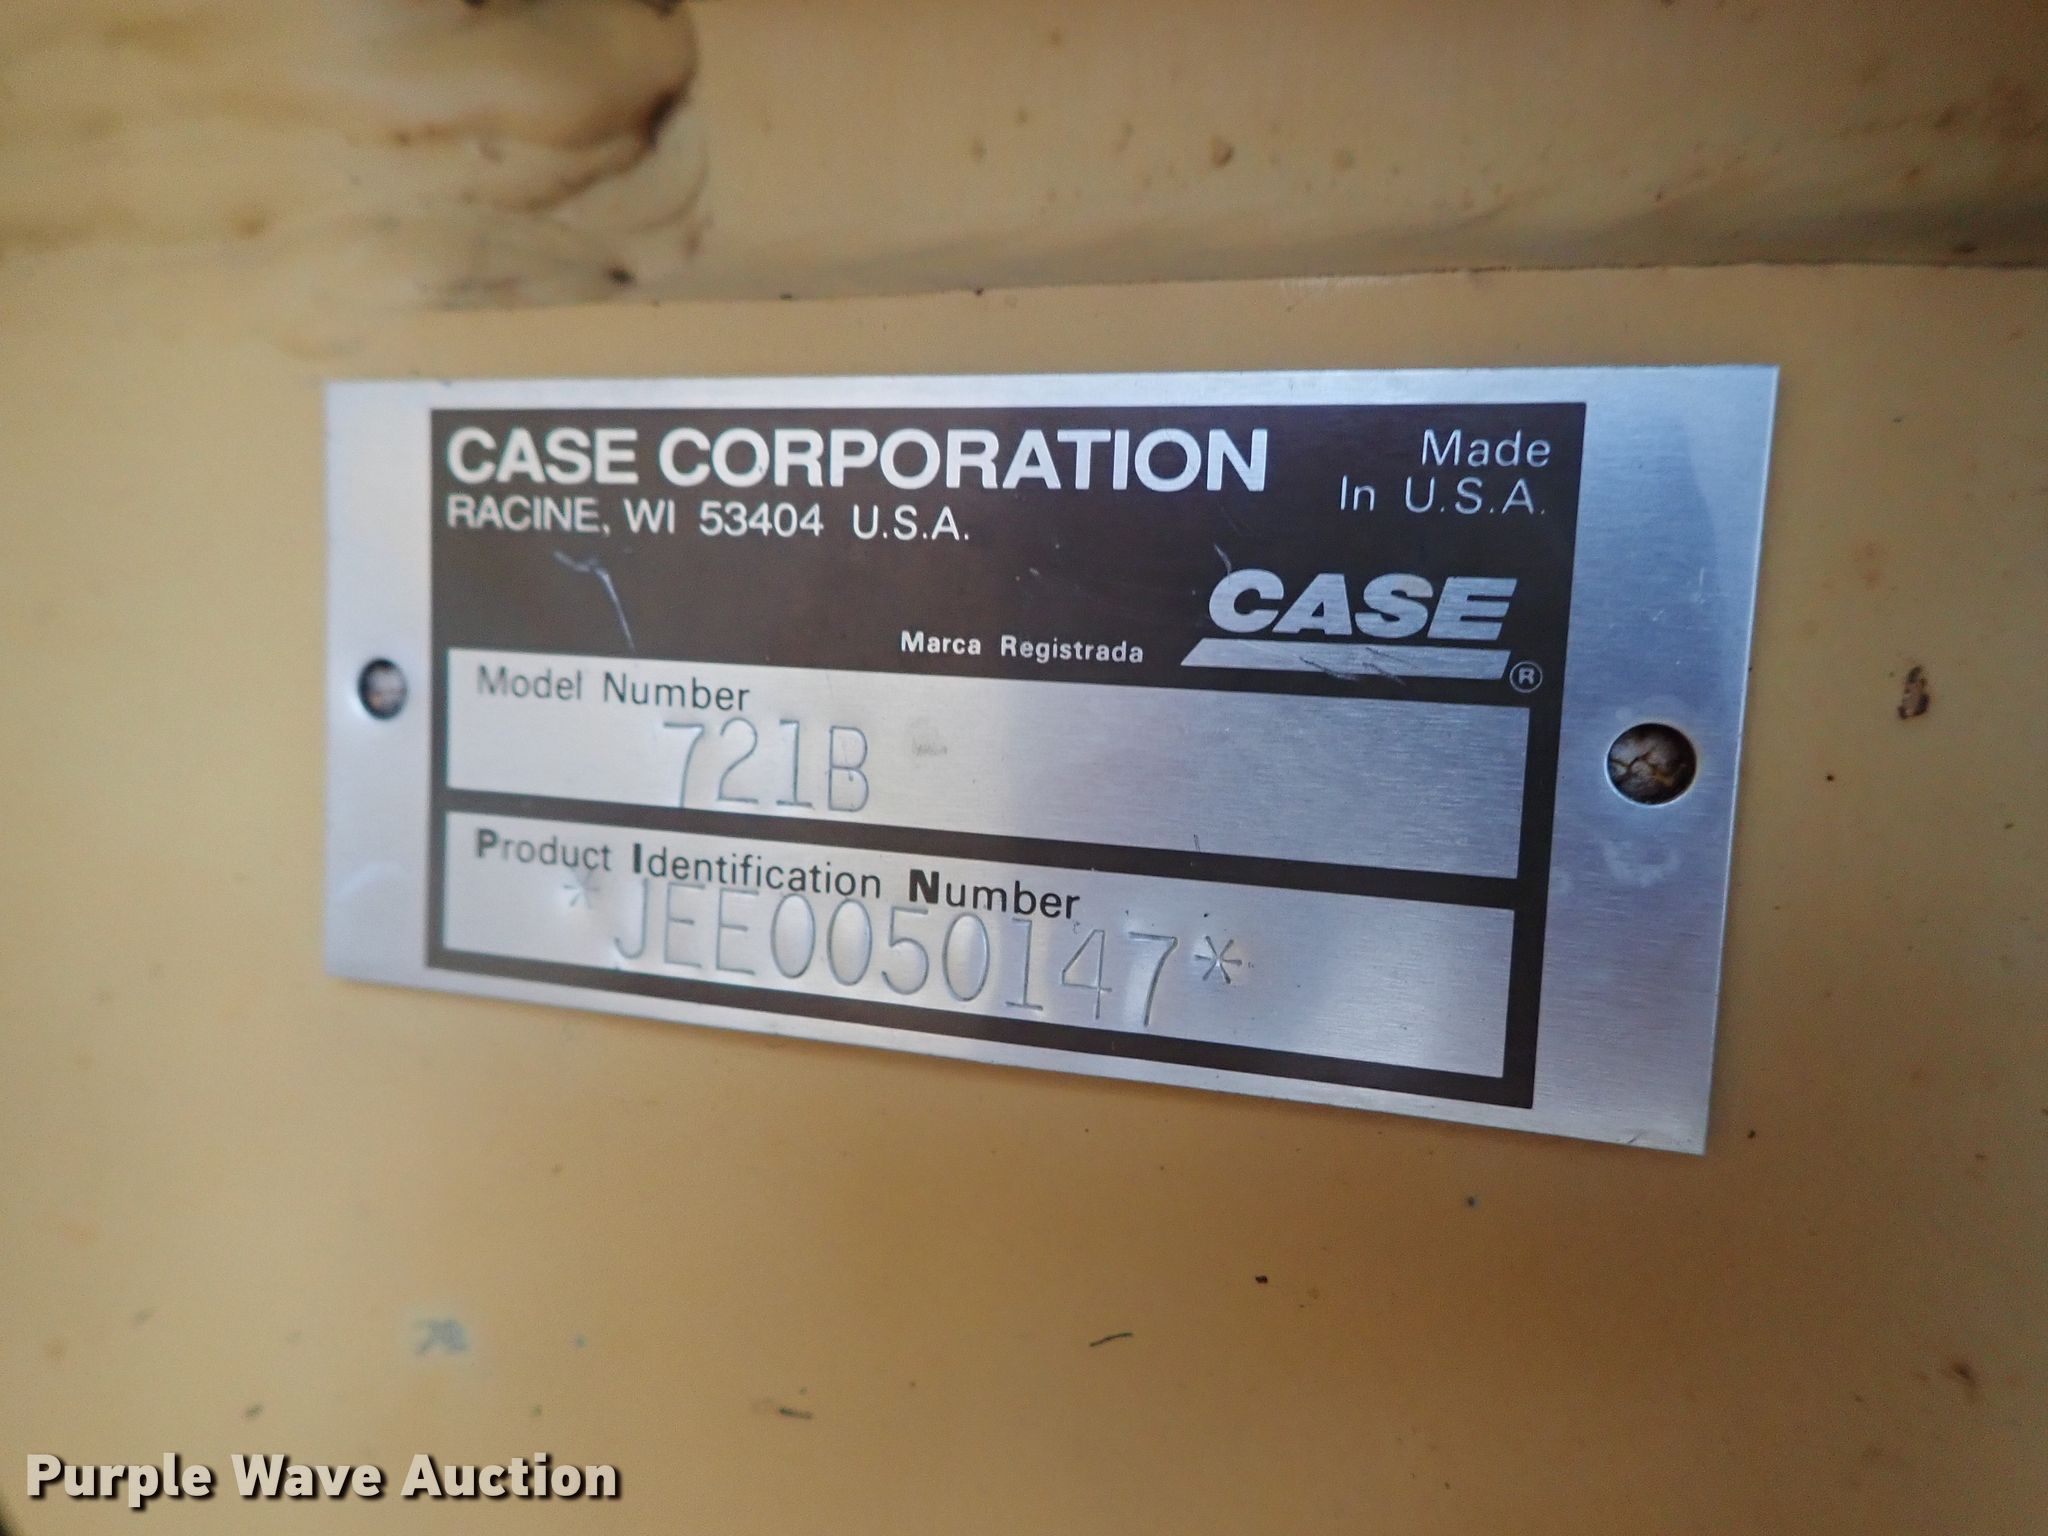 CASE CORPORATION
RACINE, WI 53404 U.S.A.
Made
In U.S.A.
Marca Registrada
CASE ®
Model Number
721B
Product Identification Number
*JEE0050147*
Purple Wave Auction